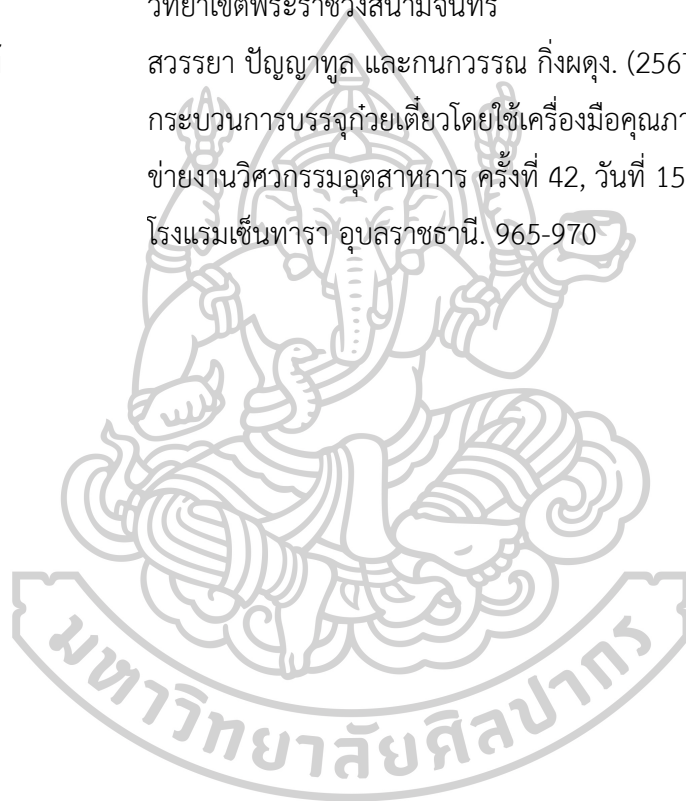 วิทยาเขตพระราชวังสนามจันทร์
สวรรยา ปัญญาทูล และกนกวรรณ กิ่งผดุง. (2567
กระบวนการบรรจุก๋วยเตี๋ยวโดยใช้เครื่องมือคุณภา
ข่ายงานวิศวกรรมอุตสาหการ ครั้งที่ 42, วันที่ 15
โรงแรมเซ็นทารา อุบลราชธานี. 965-970
มหาวิทยาลัยศิลปากร